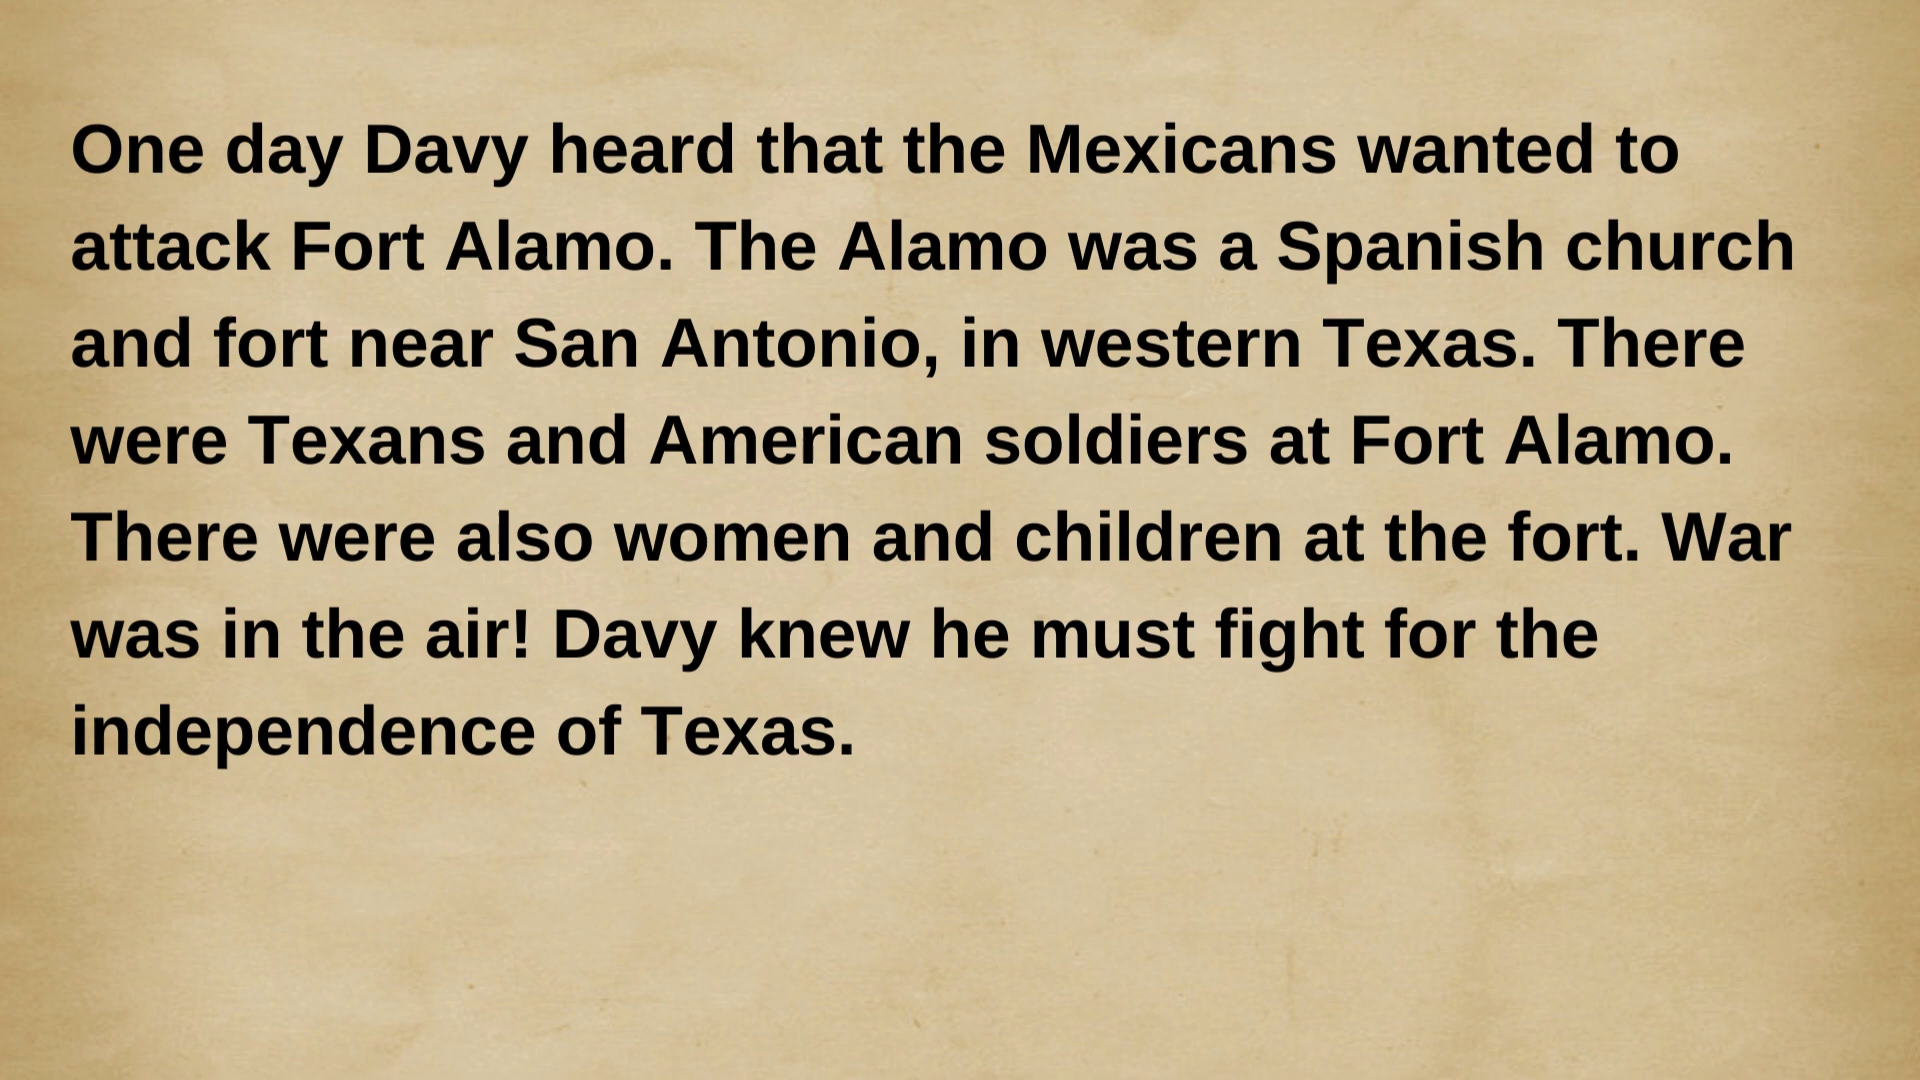 One day Davy heard that the Mexicans wanted to
attack Fort Alamo. The Alamo was a Spanish church
and fort near San Antonio, in western Texas. There
were Texans and American soldiers at Fort Alamo.
There were also women and children at the fort. War
was in the air! Davy knew he must fight for the
independence of Texas.